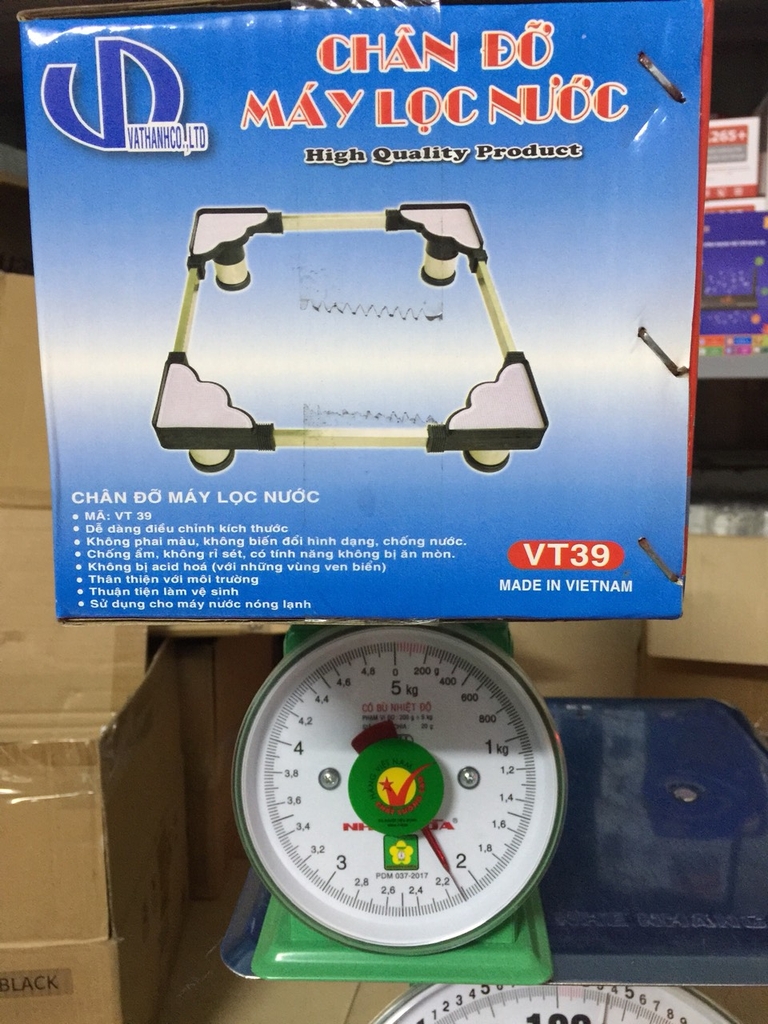 VATHANHCO.,LTD
CHÂN ĐỠ
MÁY LỌC NƯỚC
High Quality Product
CHÂN ĐỠ MÁY LỌC NƯỚC
• MÃ: VT 39
• Dễ dàng điều chỉnh kích thước
• Không phai màu, không biến đổi hình dạng, chống nước.
• Chống ẩm, không rỉ sét, có tính năng không bị ăn mòn.
• Không bị acid hoá (với những vùng ven biển)
• Thân thiện với môi trường
• Thuận tiện làm vệ sinh
• Sử dụng cho máy nước nóng lạnh
VT39
MADE IN VIETNAM
265+
0 200 g 400 600 800 1 kg 1,2 1,4 1,6 1,8 2 2,2 2,4 2,6 2,8 3 3,2 3,4 3,6 3,8 4 4,2 4,4 4,6 4,8
5 kg
CÓ BÙ NHIỆT ĐỘ
PDM 037-2017
BLACK
100